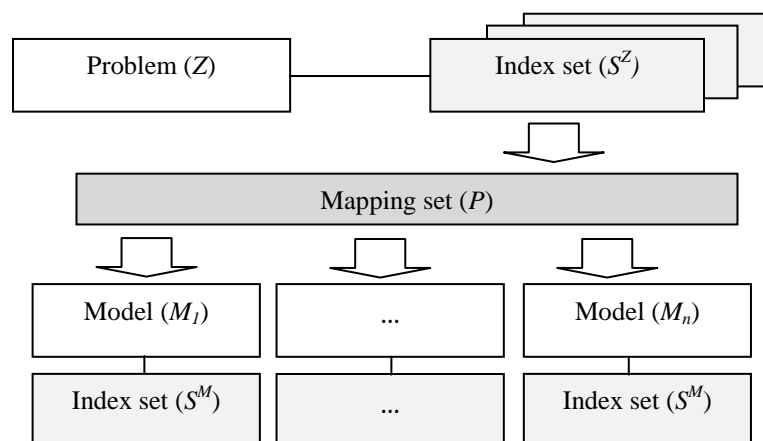 Problem (Z)
Index set (S^Z)
Mapping set (P)
Model (M_1)
...
Model (M_n)
Index set (S^M)
...
Index set (S^M)